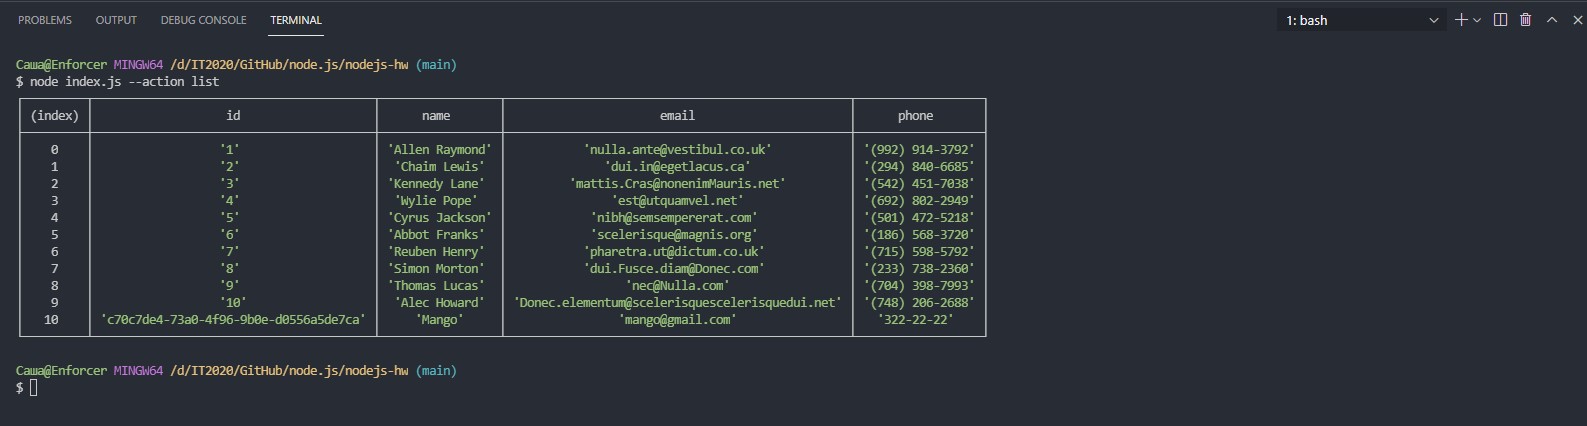 PROBLEMS OUTPUT DEBUG CONSOLE TERMINAL 1: bash
Саша@Enforcer MINGW64 /d/IT2020/GitHub/node.js/nodejs-hw (main)
$ node index.js --action list
(index) id name email phone
0 '1' 'Allen Raymond' 'nulla.ante@vestibul.co.uk' '(992) 914-3792'
1 '2' 'Chaim Lewis' 'dui.in@egetlacus.ca' '(294) 840-6685'
2 '3' 'Kennedy Lane' 'mattis.Cras@nonenimMauris.net' '(542) 451-7038'
3 '4' 'Wylie Pope' 'est@utquamvel.net' '(692) 802-2949'
4 '5' 'Cyrus Jackson' 'nibh@semsempererat.com' '(501) 472-5218'
5 '6' 'Abbot Franks' 'scelerisque@magnis.org' '(186) 568-3720'
6 '7' 'Reuben Henry' 'pharetra.ut@dictum.co.uk' '(715) 598-5792'
7 '8' 'Simon Morton' 'dui.Fusce.diam@Donec.com' '(233) 738-2360'
8 '9' 'Thomas Lucas' 'nec@Nulla.com' '(704) 398-7993'
9 '10' 'Alec Howard' 'Donec.elementum@scelerisquescelerisquedui.net' '(748) 206-2688'
10 'c70c7de4-73a0-4f96-9b0e-d0556a5de7ca' 'Mango' 'mango@gmail.com' '322-22-22'
Саша@Enforcer MINGW64 /d/IT2020/GitHub/node.js/nodejs-hw (main)
$